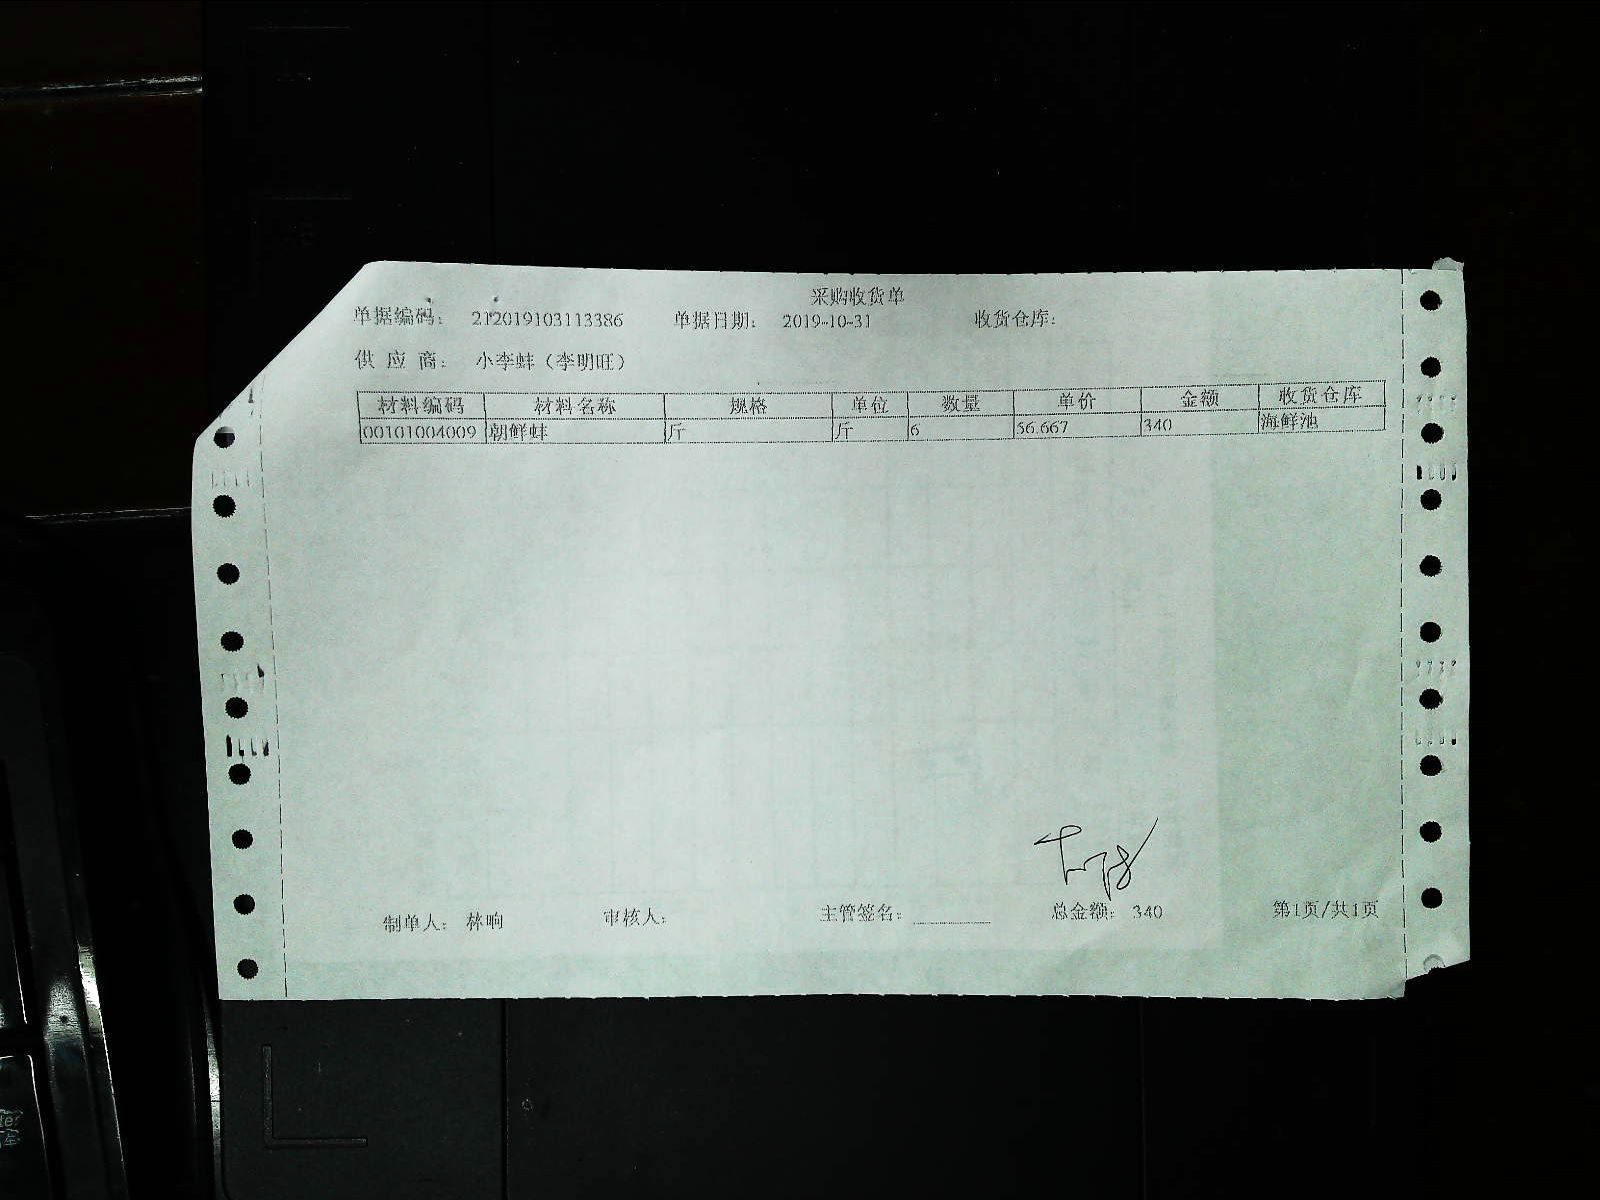 采购收货单
单据编码: 212019103113386 单据日期: 2019-10-31 收货仓库:
供 应 商: 小李蚌（李明旺）
材料编码 材料名称 规格 单位 数量 单价 金额 收货仓库
00101004009 朝鲜蚌 斤 斤 6 56.667 340 海鲜池
制单人: 林晌 审核人: 主管签名: 总金额: 340 第1页/共1页